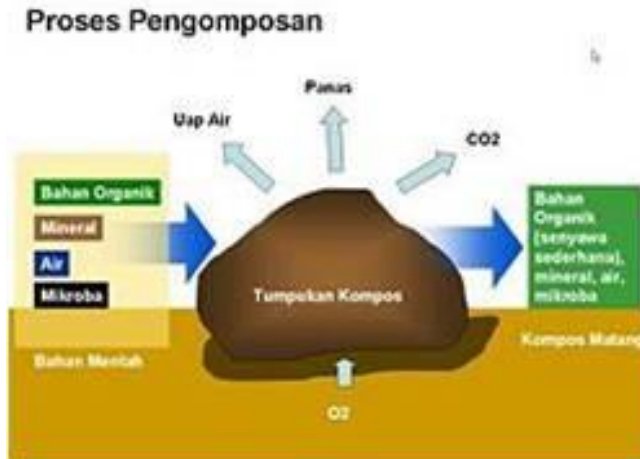 Proses Pengomposan
Panas
Uap Air
CO2
Bahan Organik
Mineral
Air
Mikroba
Bahan Mentah
Tumpukan Kompos
O2
Bahan
Organik
(senyawa
sederhana),
mineral, air,
mikroba
Kompos Matang